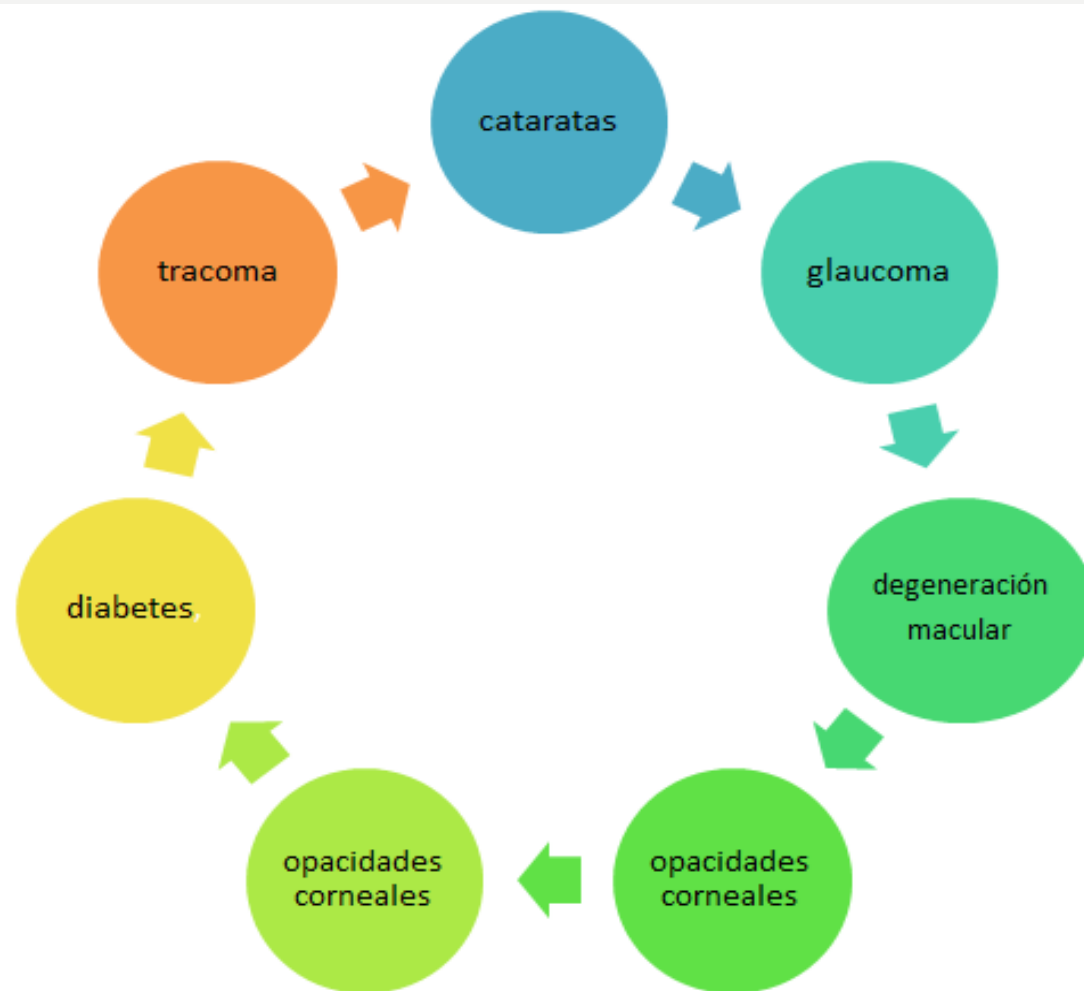 cataratas
glaucoma
degeneración
macular
opacidades
corneales
opacidades
corneales
diabetes,
tracoma